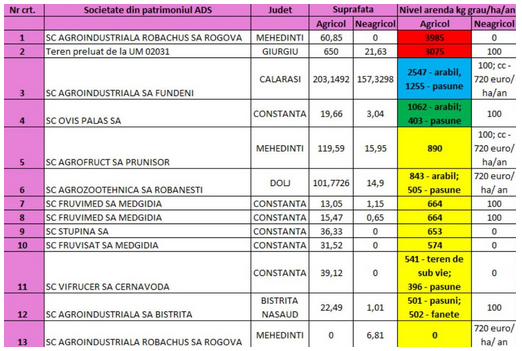 Nr crt. Societate din patrimoniul ADS Judet Suprafata Nivel arenda kg grau/ha/an
Agricol Neagricol Agricol Neagricol
1 SC AGROINDUSTRIALA ROBACHUS SA ROGOVA MEHEDINTI 60,85 0 3985 0
2 Teren preluat de la UM 02031 GIURGIU 650 21,63 3075 100
3 SC AGROINDUSTRIALA SA FUNDENI CALARASI 203,1492 157,3298 2547 - arabil, 1255 - pasune 100; cc - 720 euro/ ha/an
4 SC OVIS PALAS SA CONSTANTA 19,66 3,04 1062 - arabil; 403 - pasune 100
5 SC AGROFRUCT SA PRUNISOR MEHEDINTI 119,59 15,95 890 100; cc - 720 euro/ ha/an
6 SC AGROZOOTEHNICA SA ROBANESTI DOLJ 101,7726 14,9 843 - arabil; 505 - pasune 720 euro/ ha/ an
7 SC FRUVIMED SA MEDGIDIA CONSTANTA 13,05 1,15 664 100
8 SC FRUVIMED SA MEDGIDIA CONSTANTA 15,47 0,65 664 100
9 SC STUPINA SA CONSTANTA 36,33 0 653 0
10 SC FRUVISAT SA MEDGIDIA CONSTANTA 31,52 0 574 0
11 SC VIFRUCER SA CERNAVODA CONSTANTA 39,12 0 541 - teren de sub vie; 396 - pasune 0
12 SC AGROINDUSTRIALA SA BISTRITA BISTRITA NASAUD 22,49 1,01 501 - pasuni; 502 - fanete 100
13 SC AGROINDUSTRIALA ROBACHUS SA ROGOVA MEHEDINTI 0 6,81 0 720 euro/ ha/ an